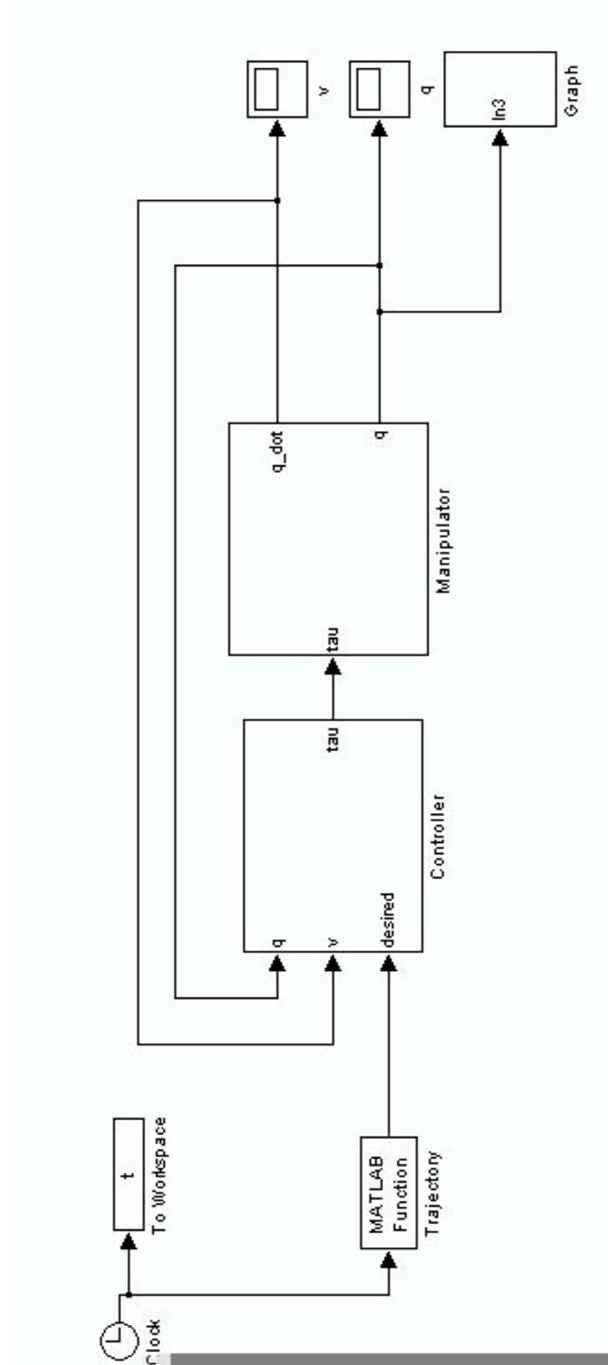 Clock
t
To Workspace
MATLAB
Function
Trajectory
q
v
desired
tau
Controller
tau
q_dot
q
Manipulator
v
q
In3
Graph